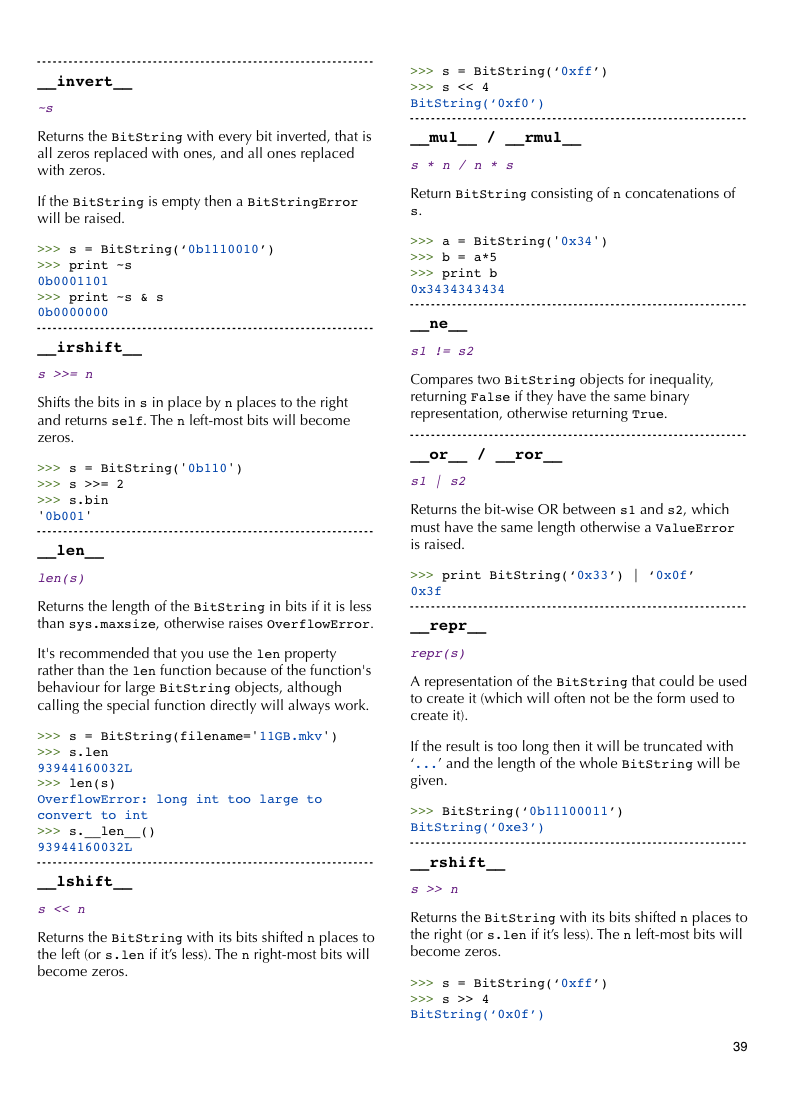 __invert__
~s
Returns the BitString with every bit inverted, that is
all zeros replaced with ones, and all ones replaced
with zeros.
If the BitString is empty then a BitStringError
will be raised.
>>> s = BitString(‘0b1110010’)
>>> print ~s
0b0001101
>>> print ~s & s
0b0000000
__irshift__
s >>= n
Shifts the bits in s in place by n places to the right
and returns self. The n left-most bits will become
zeros.
>>> s = BitString('0b110')
>>> s >>= 2
>>> s.bin
'0b001'
__len__
len(s)
Returns the length of the BitString in bits if it is less
than sys.maxsize, otherwise raises OverflowError.
It's recommended that you use the len property
rather than the len function because of the function's
behaviour for large BitString objects, although
calling the special function directly will always work.
>>> s = BitString(filename='11GB.mkv')
>>> s.len
93944160032L
>>> len(s)
OverflowError: long int too large to
convert to int
>>> s.__len__()
93944160032L
__lshift__
s << n
Returns the BitString with its bits shifted n places to
the left (or s.len if it’s less). The n right-most bits will
become zeros.
>>> s = BitString(‘0xff’)
>>> s << 4
BitString(‘0xf0’)
__mul__ / __rmul__
s * n / n * s
Return BitString consisting of n concatenations of
s.
>>> a = BitString('0x34')
>>> b = a*5
>>> print b
0x3434343434
__ne__
s1 != s2
Compares two BitString objects for inequality,
returning False if they have the same binary
representation, otherwise returning True.
__or__ / __ror__
s1 | s2
Returns the bit-wise OR between s1 and s2, which
must have the same length otherwise a ValueError
is raised.
>>> print BitString(‘0x33’) | ‘0x0f’
0x3f
__repr__
repr(s)
A representation of the BitString that could be used
to create it (which will often not be the form used to
create it).
If the result is too long then it will be truncated with
‘...’ and the length of the whole BitString will be
given.
>>> BitString(‘0b11100011’)
BitString(‘0xe3’)
__rshift__
s >> n
Returns the BitString with its bits shifted n places to
the right (or s.len if it’s less). The n left-most bits will
become zeros.
>>> s = BitString(‘0xff’)
>>> s >> 4
BitString(‘0x0f’)
39